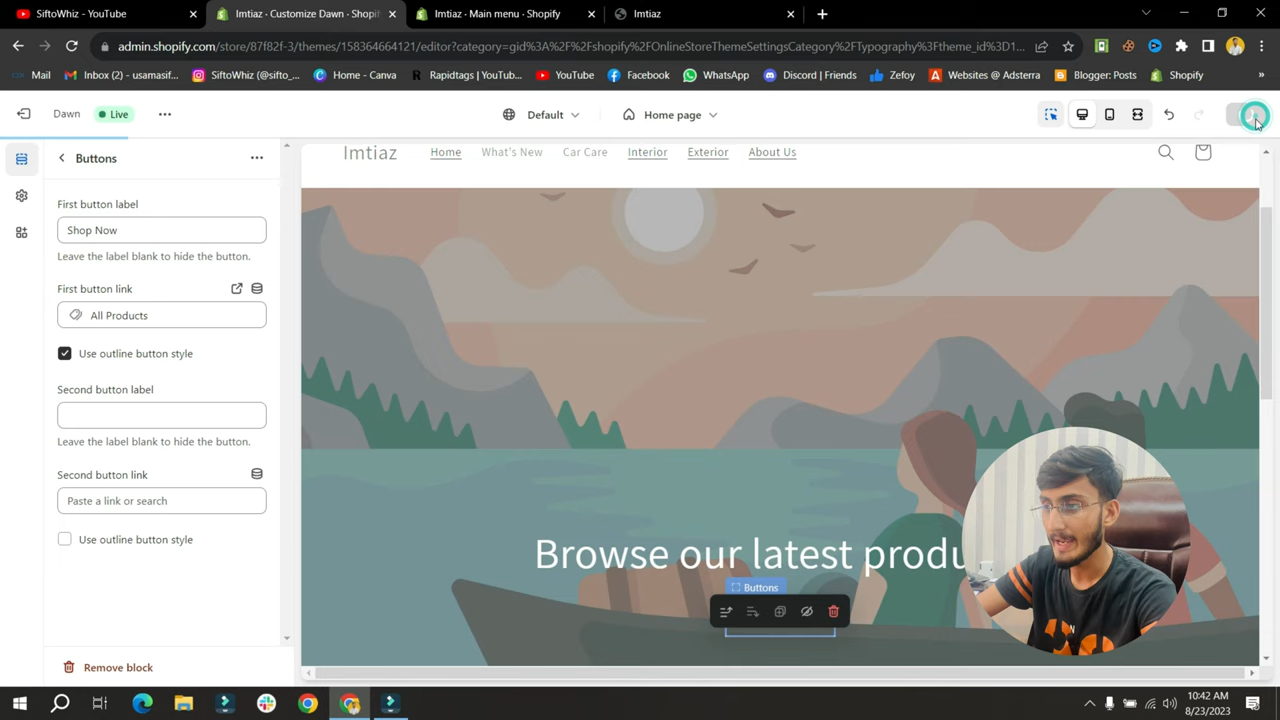 SiftoWhiz - YouTube
Imtiaz - Customize Dawn · Shopif
Imtiaz - Main menu · Shopify
Imtiaz
admin.shopify.com/store/87f82f-3/themes/158364664121/editor?category=gid%3A%2F%2Fshopify%2FOnlineStoreThemeSettingsCategory%2FTypography%3Ftheme_id%3D1...
Mail
Inbox (2) - usamasif...
SiftoWhiz (@sifto_...
Home - Canva
Rapidtags | YouTub...
YouTube
Facebook
WhatsApp
Discord | Friends
Zefoy
Websites @ Adsterra
Blogger: Posts
Shopify
»
Dawn
Live
Default
Home page
Buttons
First button label
Shop Now
Leave the label blank to hide the button.
First button link
All Products
Use outline button style
Second button label
Leave the label blank to hide the button.
Second button link
Paste a link or search
Use outline button style
Remove block
Imtiaz
Home
What's New
Car Care
Interior
Exterior
About Us
Browse our latest produ
Buttons
10:42 AM
8/23/2023